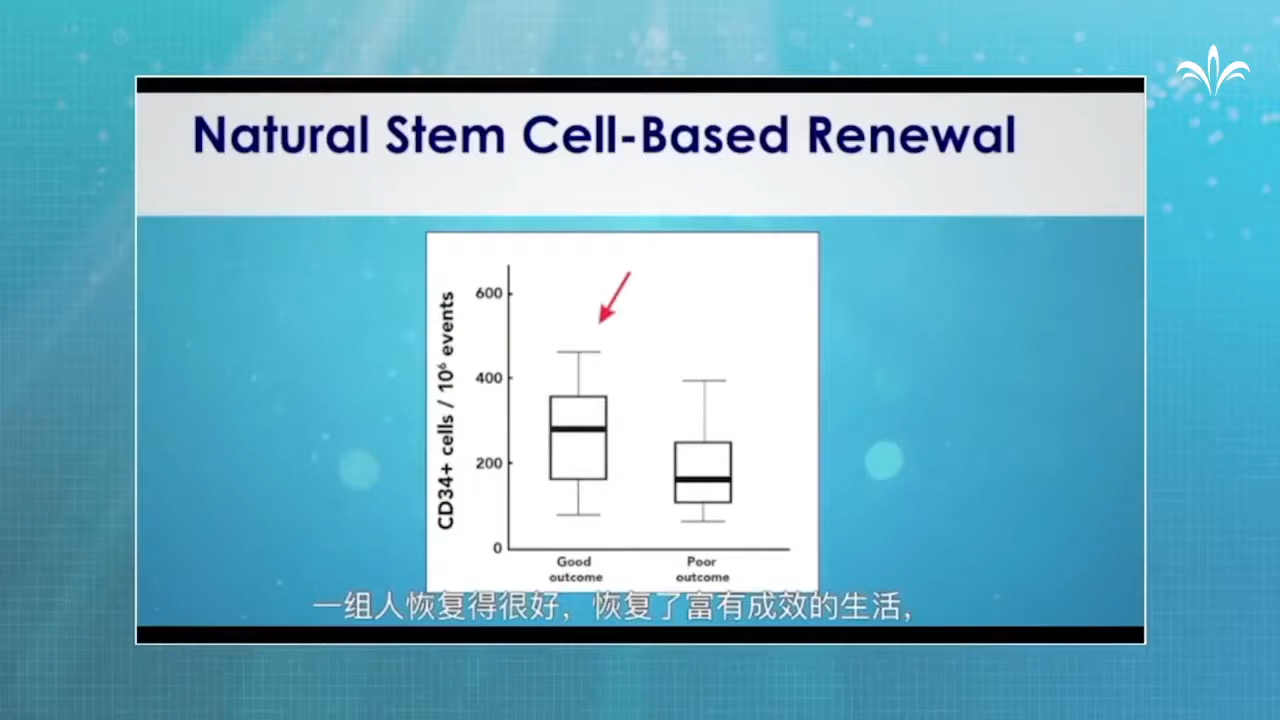 Natural Stem Cell-Based Renewal
CD34+ cells / 10⁶ events
600
400
200
0
Good
outcome
Poor
outcome
一组人恢复得很好，恢复了富有成效的生活，